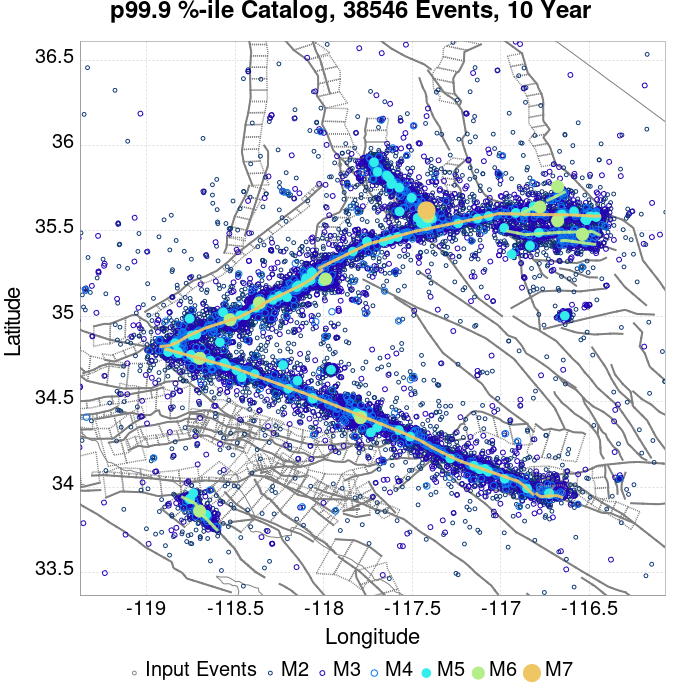 p99.9 %-ile Catalog, 38546 Events, 10 Year
36.5
36
35.5
35
34.5
34
33.5
Latitude
-119 -118.5 -118 -117.5 -117 -116.5
Longitude
Input Events M2 M3 M4 M5 M6 M7